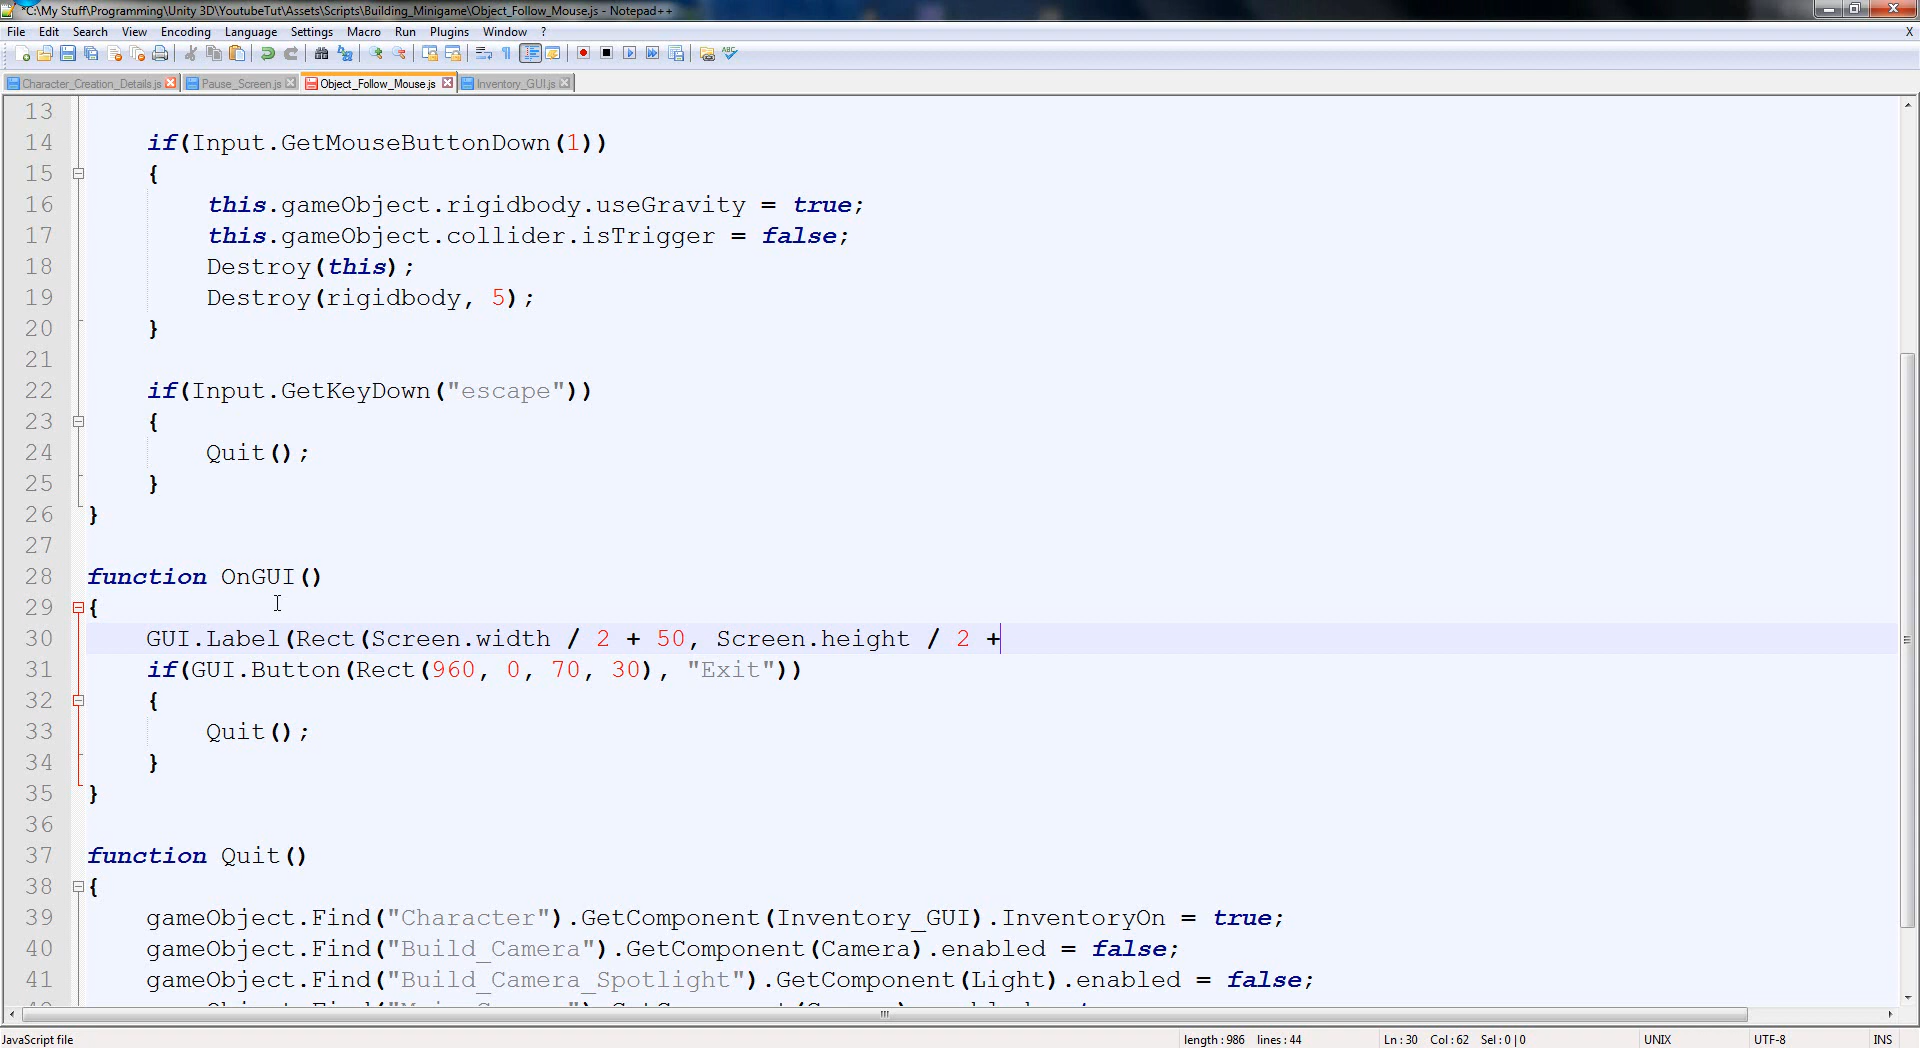 *C:\My Stuff\Programming\Unity 3D\YoutubeTut\Assets\Scripts\Building_Minigame\Object_Follow_Mouse.js - Notepad++
File Edit Search View Encoding Language Settings Macro Run Plugins Window ? X
Character_Creation_Details.js Pause_Screen.js Object_Follow_Mouse.js Inventory_GUI.js
13
14 if(Input.GetMouseButtonDown(1))
15 {
16 this.gameObject.rigidbody.useGravity = true;
17 this.gameObject.collider.isTrigger = false;
18 Destroy(this);
19 Destroy(rigidbody, 5);
20 }
21
22 if(Input.GetKeyDown("escape"))
23 {
24 Quit();
25 }
26 }
27
28 function OnGUI()
29 {
30 GUI.Label(Rect(Screen.width / 2 + 50, Screen.height / 2 +
31 if(GUI.Button(Rect(960, 0, 70, 30), "Exit"))
32 {
33 Quit();
34 }
35 }
36
37 function Quit()
38 {
39 gameObject.Find("Character").GetComponent(Inventory_GUI).InventoryOn = true;
40 gameObject.Find("Build_Camera").GetComponent(Camera).enabled = false;
41 gameObject.Find("Build_Camera_Spotlight").GetComponent(Light).enabled = false;
JavaScript file length : 986 lines : 44 Ln : 30 Col : 62 Sel : 0 | 0 UNIX UTF-8 INS